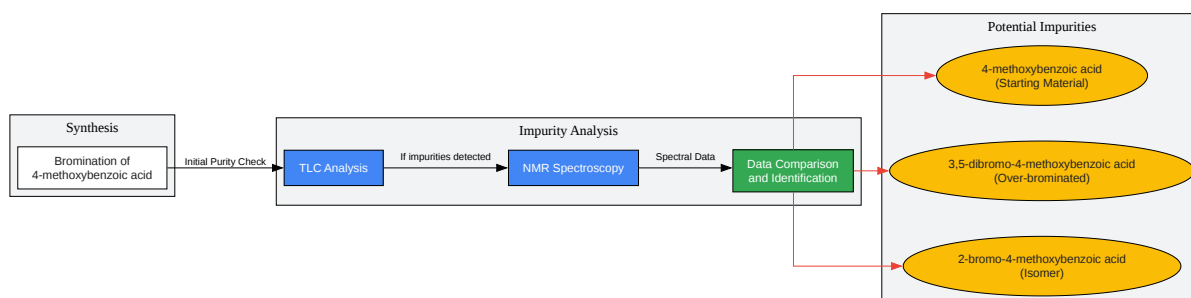 Synthesis
Bromination of
4-methoxybenzoic acid
Initial Purity Check
Impurity Analysis
TLC Analysis
If impurities detected
NMR Spectroscopy
Spectral Data
Data Comparison
and Identification
Potential Impurities
4-methoxybenzoic acid
(Starting Material)
3,5-dibromo-4-methoxybenzoic acid
(Over-brominated)
2-bromo-4-methoxybenzoic acid
(Isomer)